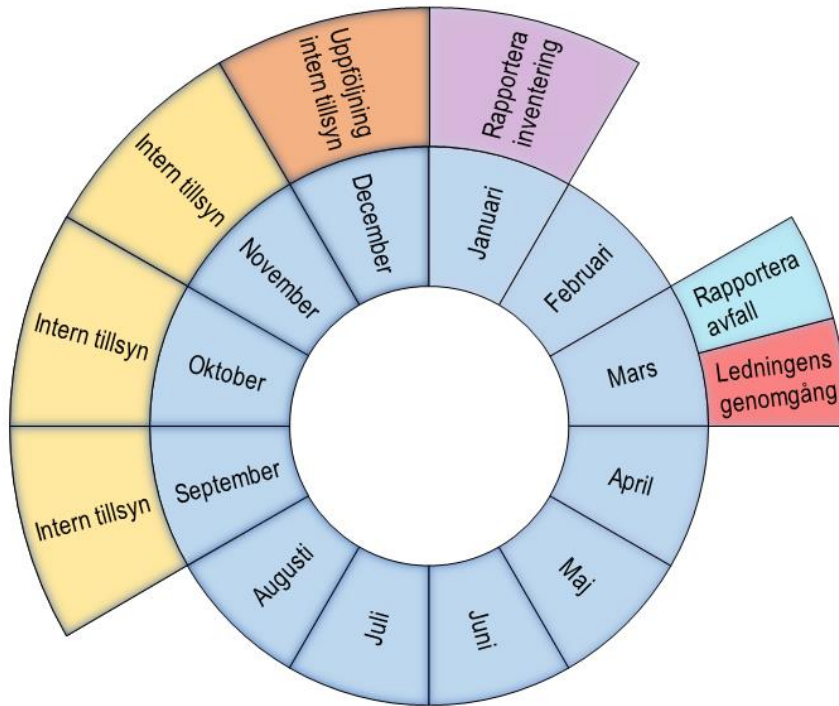 Januari
Februari
Mars
April
Maj
Juni
Juli
Augusti
September
Oktober
November
December
Rapportera
inventering
Rapportera
avfall
Ledningens
genomgång
Intern tillsyn
Intern tillsyn
Intern tillsyn
Uppföljning
intern tillsyn